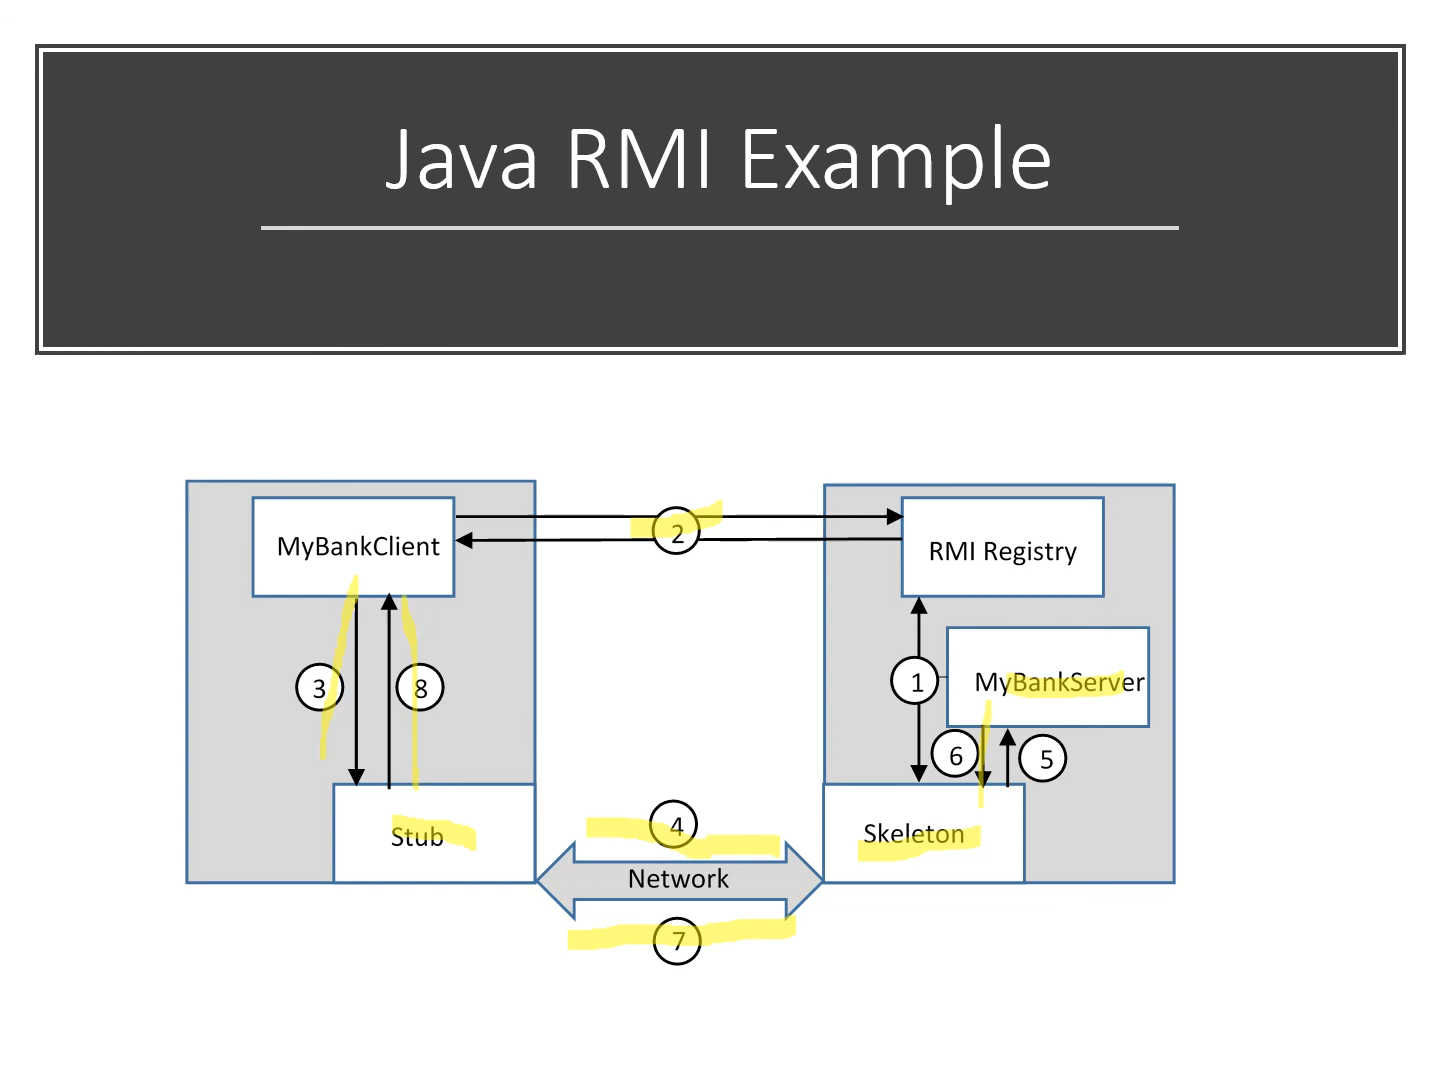 Java RMI Example
MyBankClient
2
RMI Registry
3
8
1
MyBankServer
6
5
Stub
4
Skeleton
Network
7